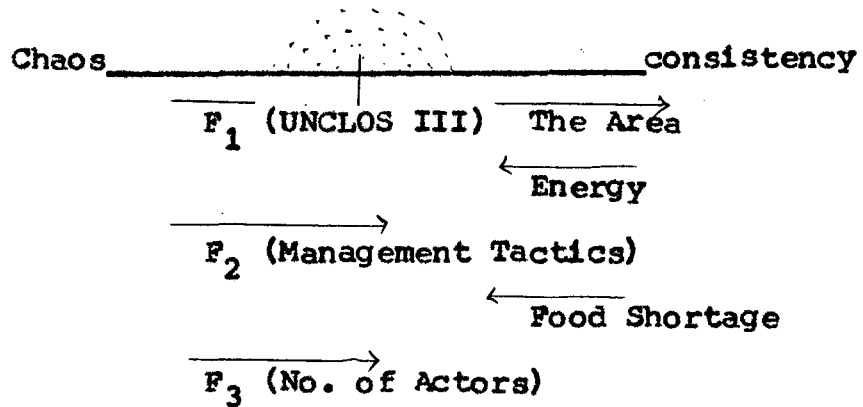 Chaos consistency
F1 (UNCLOS III) The Area
Energy
F2 (Management Tactics)
Food Shortage
F3 (No. of Actors)